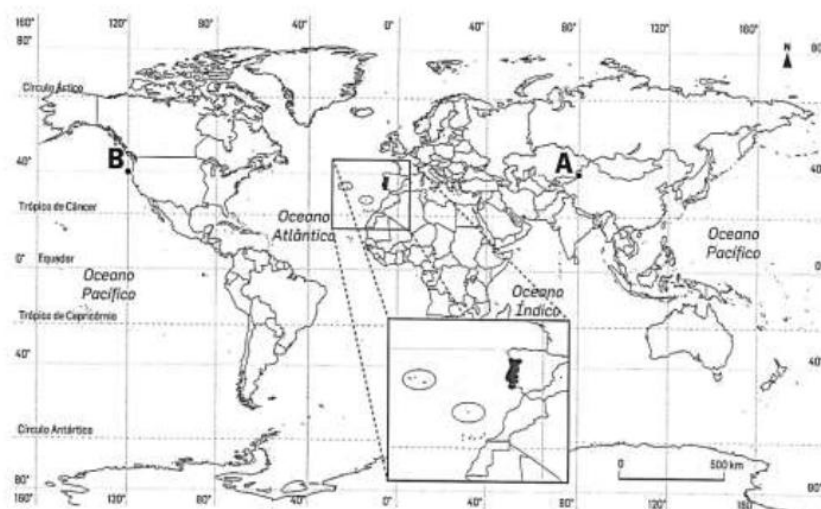 160° 120° 40° 0° 40° 80° 120° 160°
80° 80°
N
Círculo Ártico
B
A
40° 40°
Trópico de Câncer
Oceano
Atlântico
Oceano
Pacífico
Equador
0° 0°
Oceano
Pacífico
Oceano
Índico
Trópico de Capricórnio
40° 40°
Círculo Antártico
0 500 km
80° 80°
160° 120° 80° 40° 0° 40° 80° 120° 160°